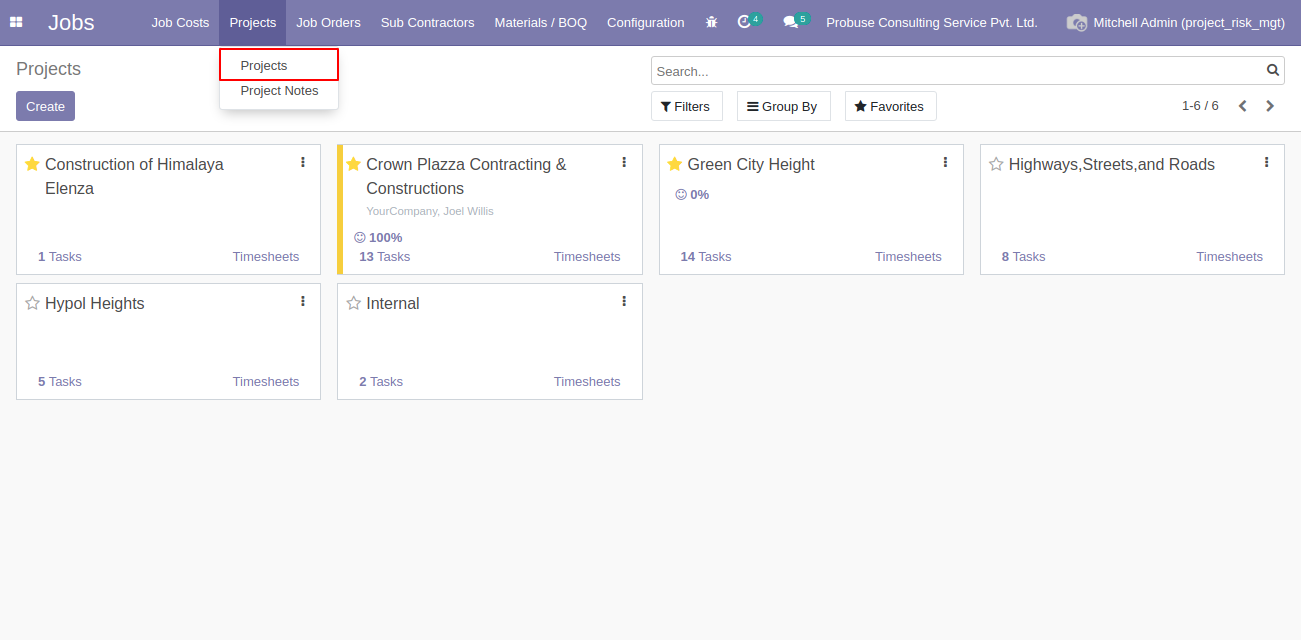 Jobs Job Costs Projects Job Orders Sub Contractors Materials / BOQ Configuration 4 5 Probuse Consulting Service Pvt. Ltd. Mitchell Admin (project_risk_mgt)
Projects
Project Notes
Projects
Search...
Create
Filters Group By Favorites 1-6 / 6
Construction of Himalaya
Elenza
1 Tasks Timesheets
Crown Plazza Contracting &
Constructions
YourCompany, Joel Willis
100%
13 Tasks Timesheets
Green City Height
0%
14 Tasks Timesheets
Highways,Streets,and Roads
8 Tasks Timesheets
Hypol Heights
5 Tasks Timesheets
Internal
2 Tasks Timesheets